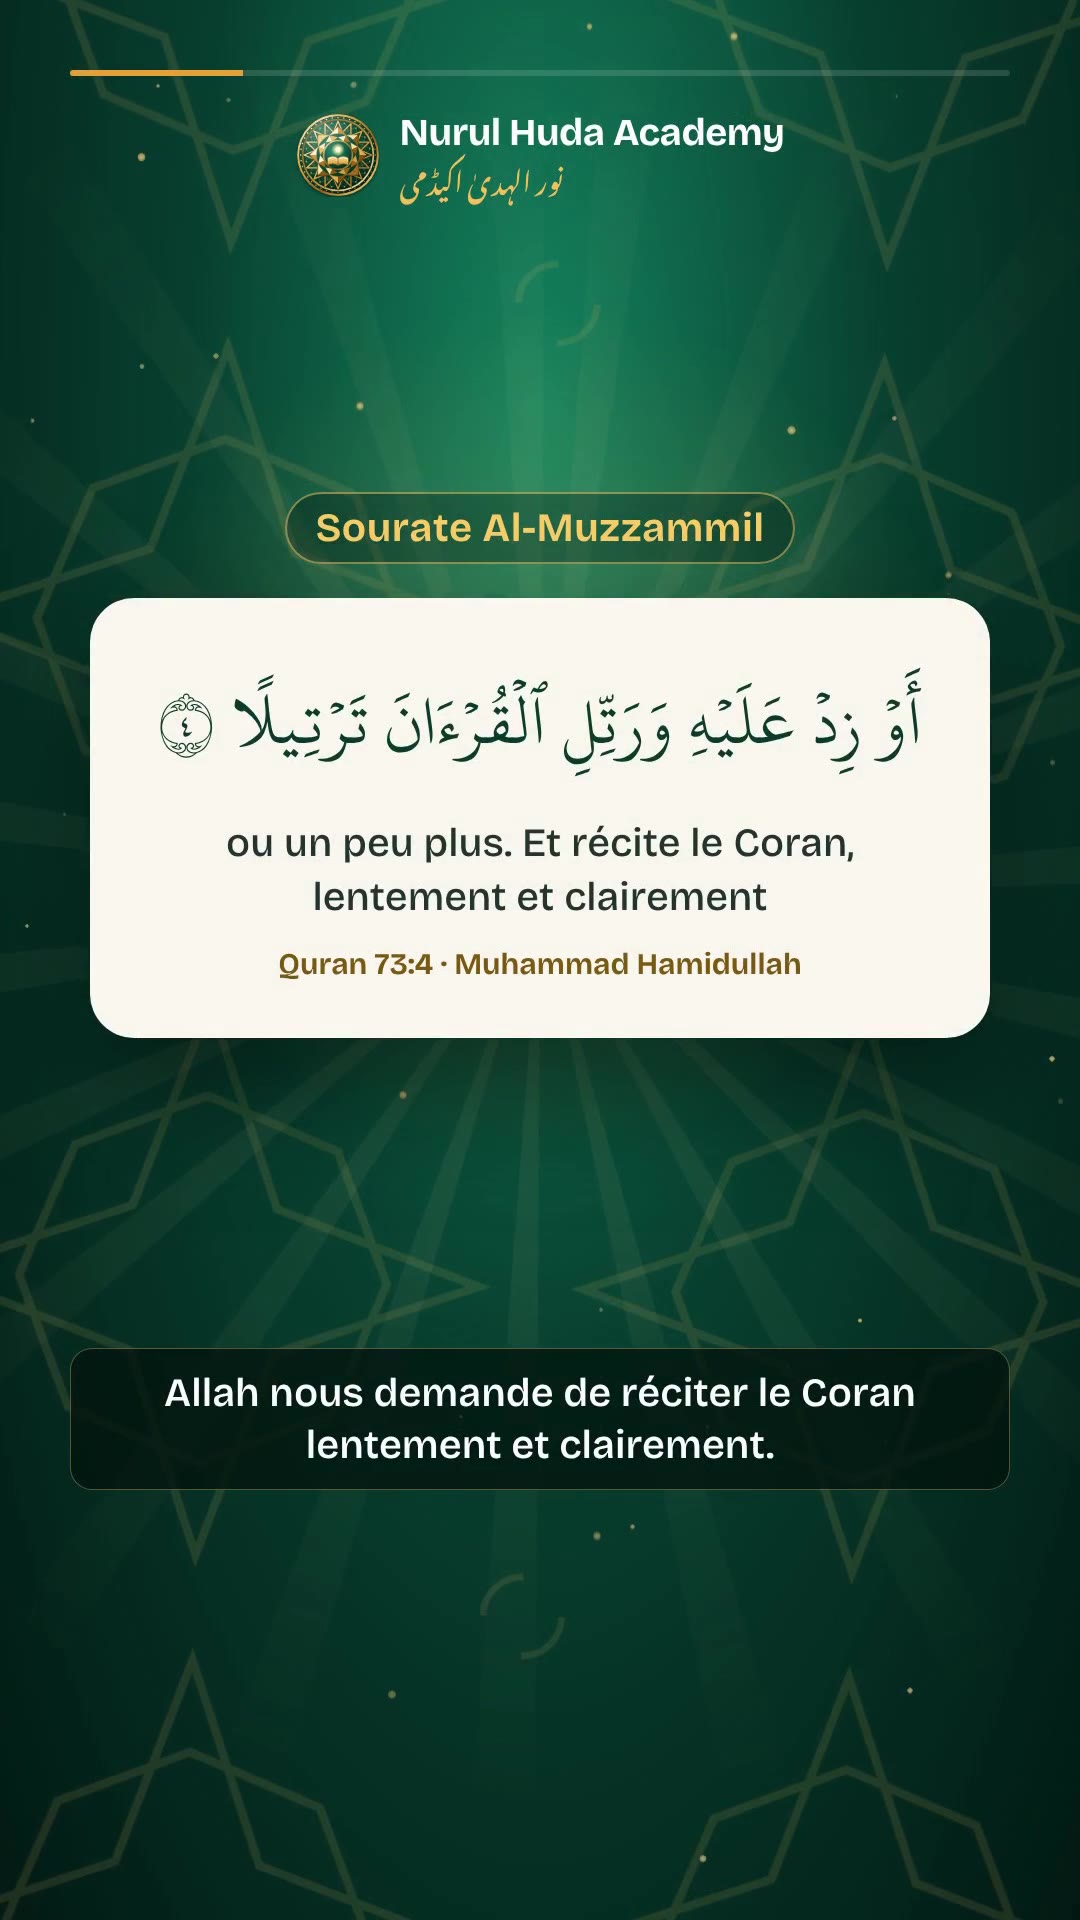 Nurul Huda Academy
نور الہدیٰ اکیڈمی
Sourate Al-Muzzammil
أَوْ زِدْ عَلَيْهِ وَرَتِّلِ ٱلْقُرْءَانَ تَرْتِيلًا ٤
ou un peu plus. Et récite le Coran,
lentement et clairement
Quran 73:4 · Muhammad Hamidullah
Allah nous demande de réciter le Coran
lentement et clairement.